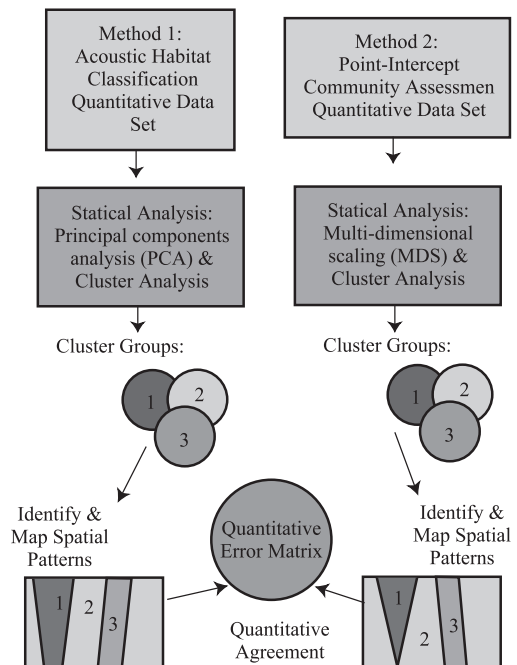 Method 1:
Acoustic Habitat
Classification
Quantitative Data
Set
Method 2:
Point-Intercept
Community Assessmen
Quantitative Data Set
Statical Analysis:
Principal components
analysis (PCA) &
Cluster Analysis
Statical Analysis:
Multi-dimensional
scaling (MDS) &
Cluster Analysis
Cluster Groups:
1
2
3
Cluster Groups:
1
2
3
Identify &
Map Spatial
Patterns
Quantitative
Error Matrix
Identify &
Map Spatial
Patterns
1
2
3
Quantitative
Agreement
1
2
3